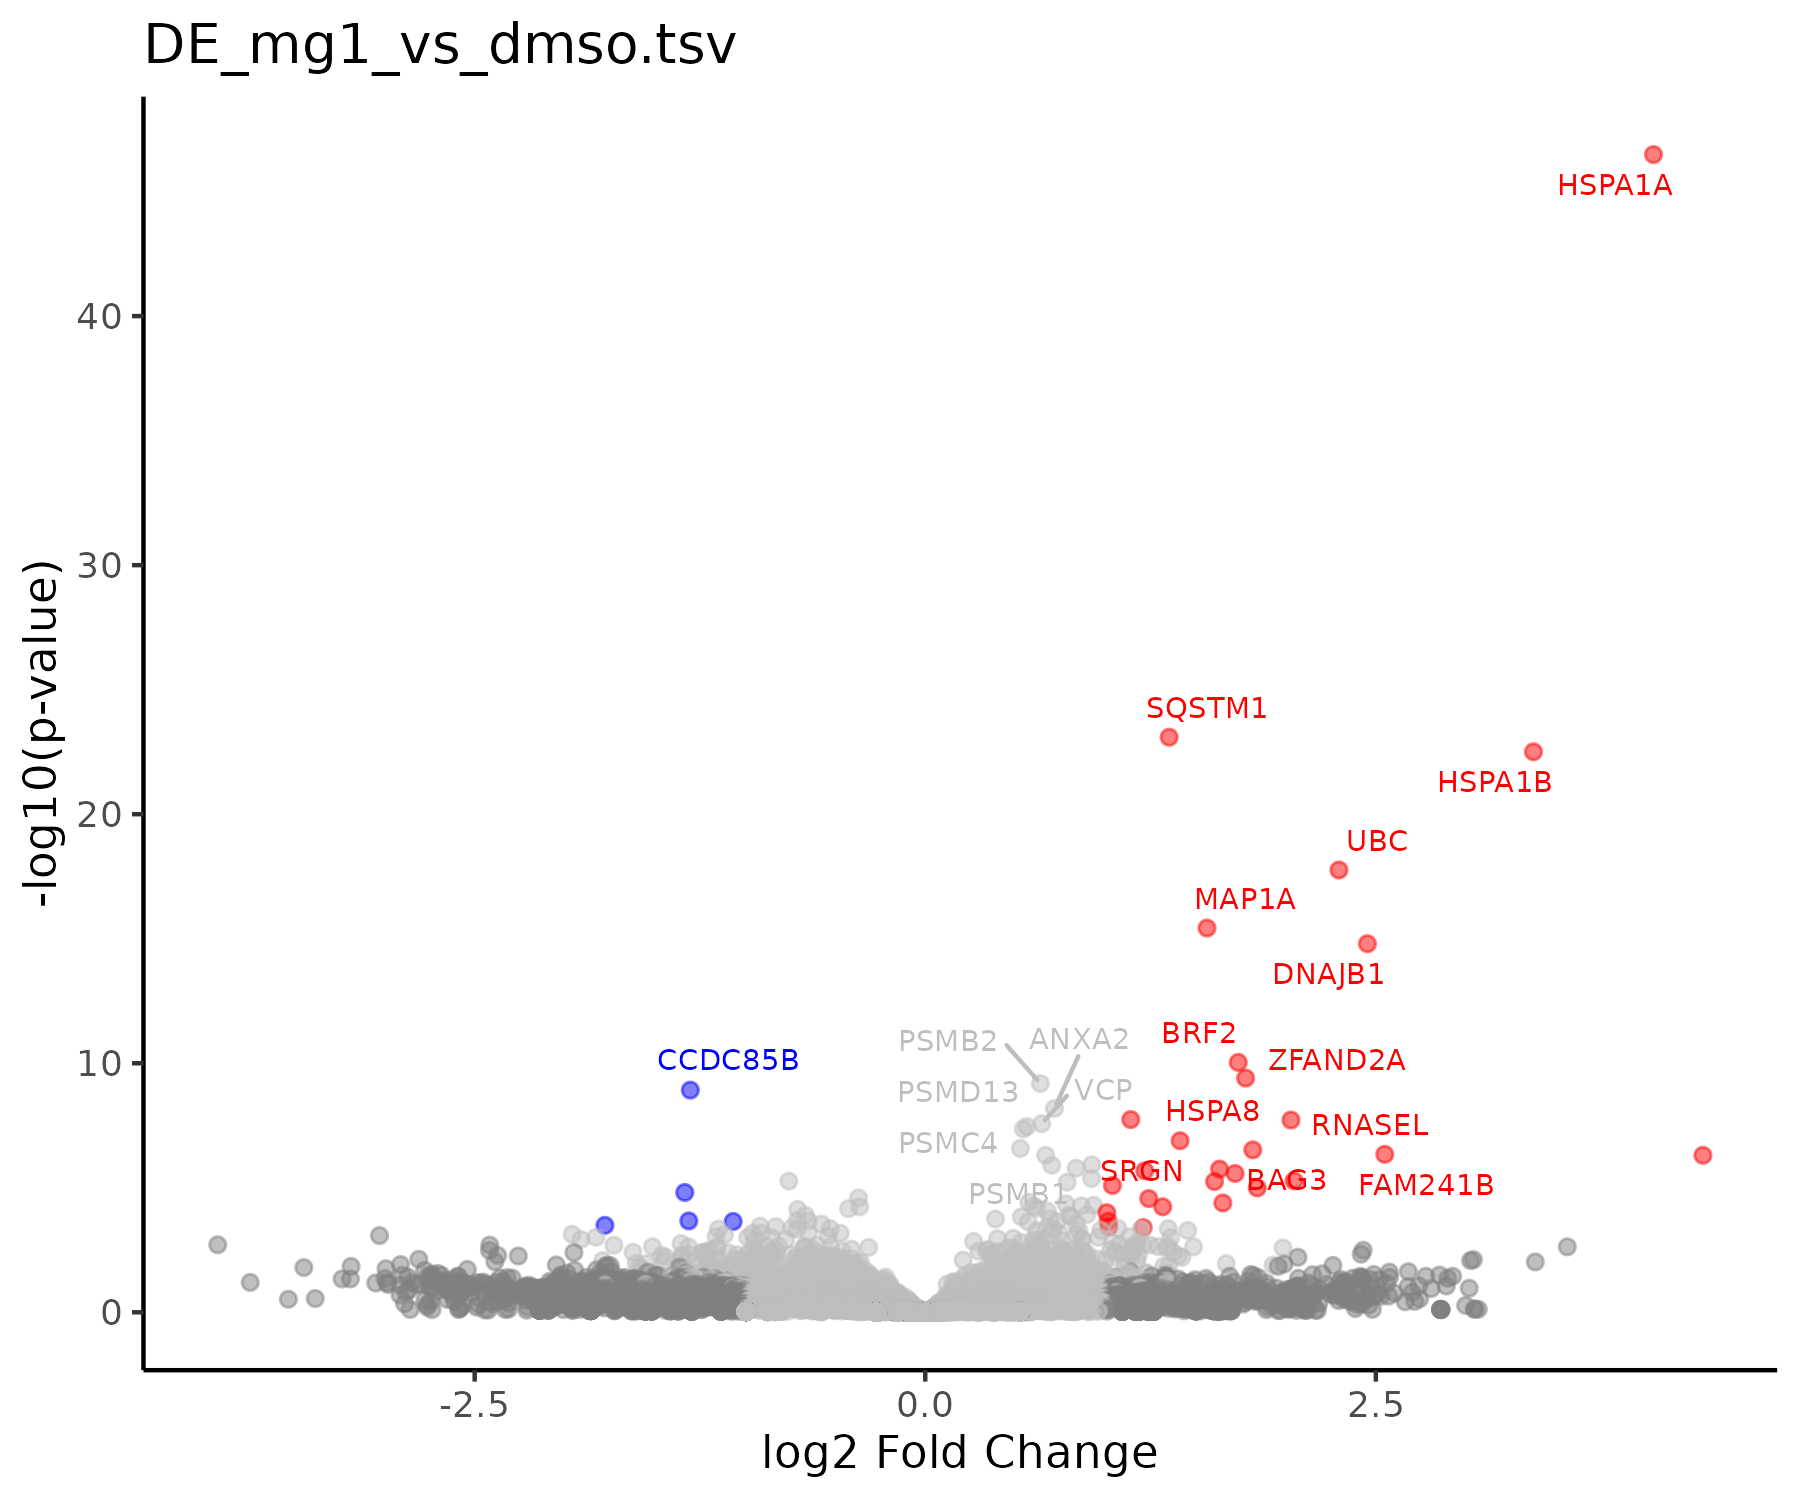 DE_mg1_vs_dmso.tsv
HSPA1A
40
30
SQSTM1
HSPA1B
20
UBC
MAP1A
DNAJB1
BRF2
PSMB2
ANXA2
CCDC85B
ZFAND2A
10
PSMD13
VCP
HSPA8
RNASEL
PSMC4
SRGN
BAG3
FAM241B
PSMB1
0
-log10(p-value)
-2.5
0.0
2.5
log2 Fold Change